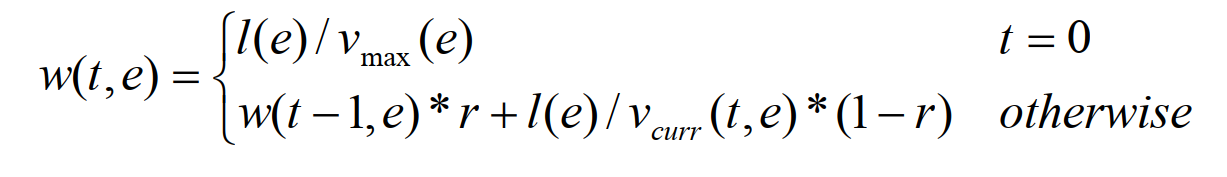 w(t,e) = { l(e)/v_max(e) t = 0
w(t−1,e)*r+l(e)/v_curr(t,e)*(1−r) otherwise